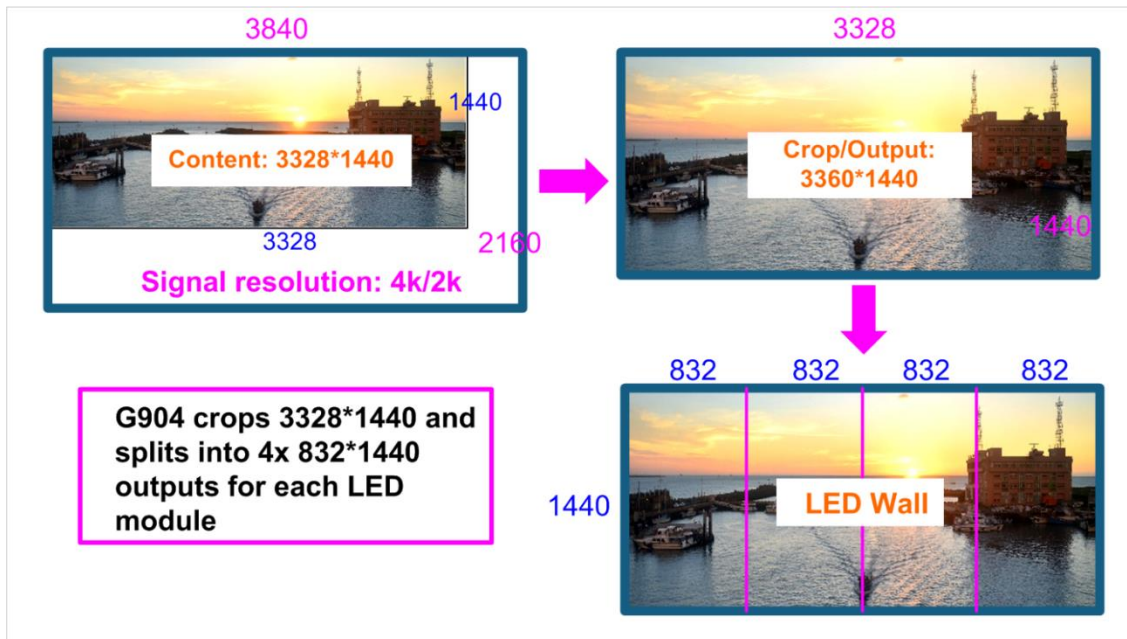 3840
1440
Content: 3328*1440
3328
2160
Signal resolution: 4k/2k
3328
Crop/Output:
3360*1440
1440
G904 crops 3328*1440 and
splits into 4x 832*1440
outputs for each LED
module
832 832 832 832
1440
LED Wall